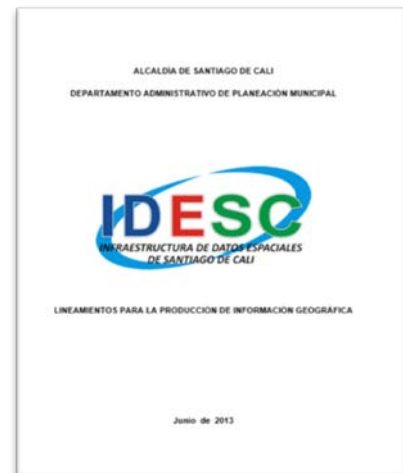 ALCALDÍA DE SANTIAGO DE CALI
DEPARTAMENTO ADMINISTRATIVO DE PLANEACIÓN MUNICIPAL
IDESC
INFRAESTRUCTURA DE DATOS ESPACIALES
DE SANTIAGO DE CALI
LINEAMIENTOS PARA LA PRODUCCIÓN DE INFORMACIÓN GEOGRÁFICA
Junio de 2013